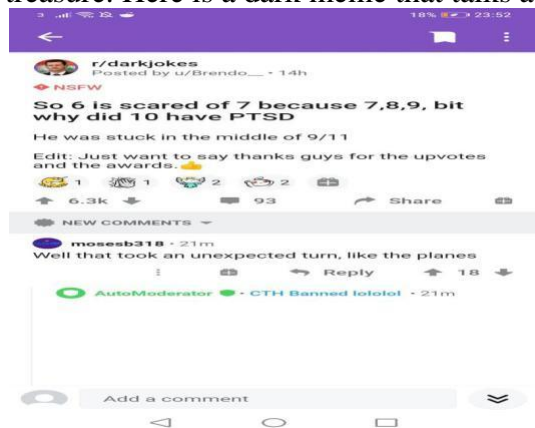 treasure. Here is a dark meme that talks a
18% 23:52
r/darkjokes
Posted by u/Brendo__ • 14h
NSFW
So 6 is scared of 7 because 7,8,9, bit
why did 10 have PTSD
He was stuck in the middle of 9/11
Edit: Just want to say thanks guys for the upvotes
and the awards.👍
1 1 2 2
6.3k 93 Share
NEW COMMENTS
mosesb318 • 21m
Well that took an unexpected turn, like the planes
Reply 18
AutoModerator • CTH Banned lololol • 21m
Add a comment